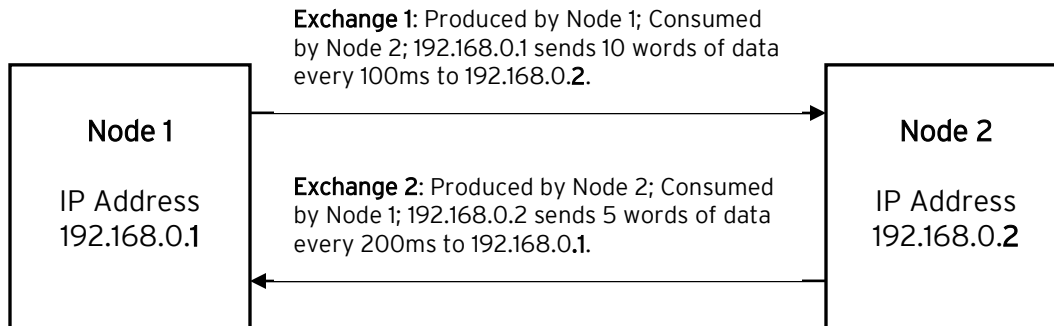 Exchange 1: Produced by Node 1; Consumed
by Node 2; 192.168.0.1 sends 10 words of data
every 100ms to 192.168.0.2.
Node 1
IP Address
192.168.0.1
Node 2
IP Address
192.168.0.2
Exchange 2: Produced by Node 2; Consumed
by Node 1; 192.168.0.2 sends 5 words of data
every 200ms to 192.168.0.1.